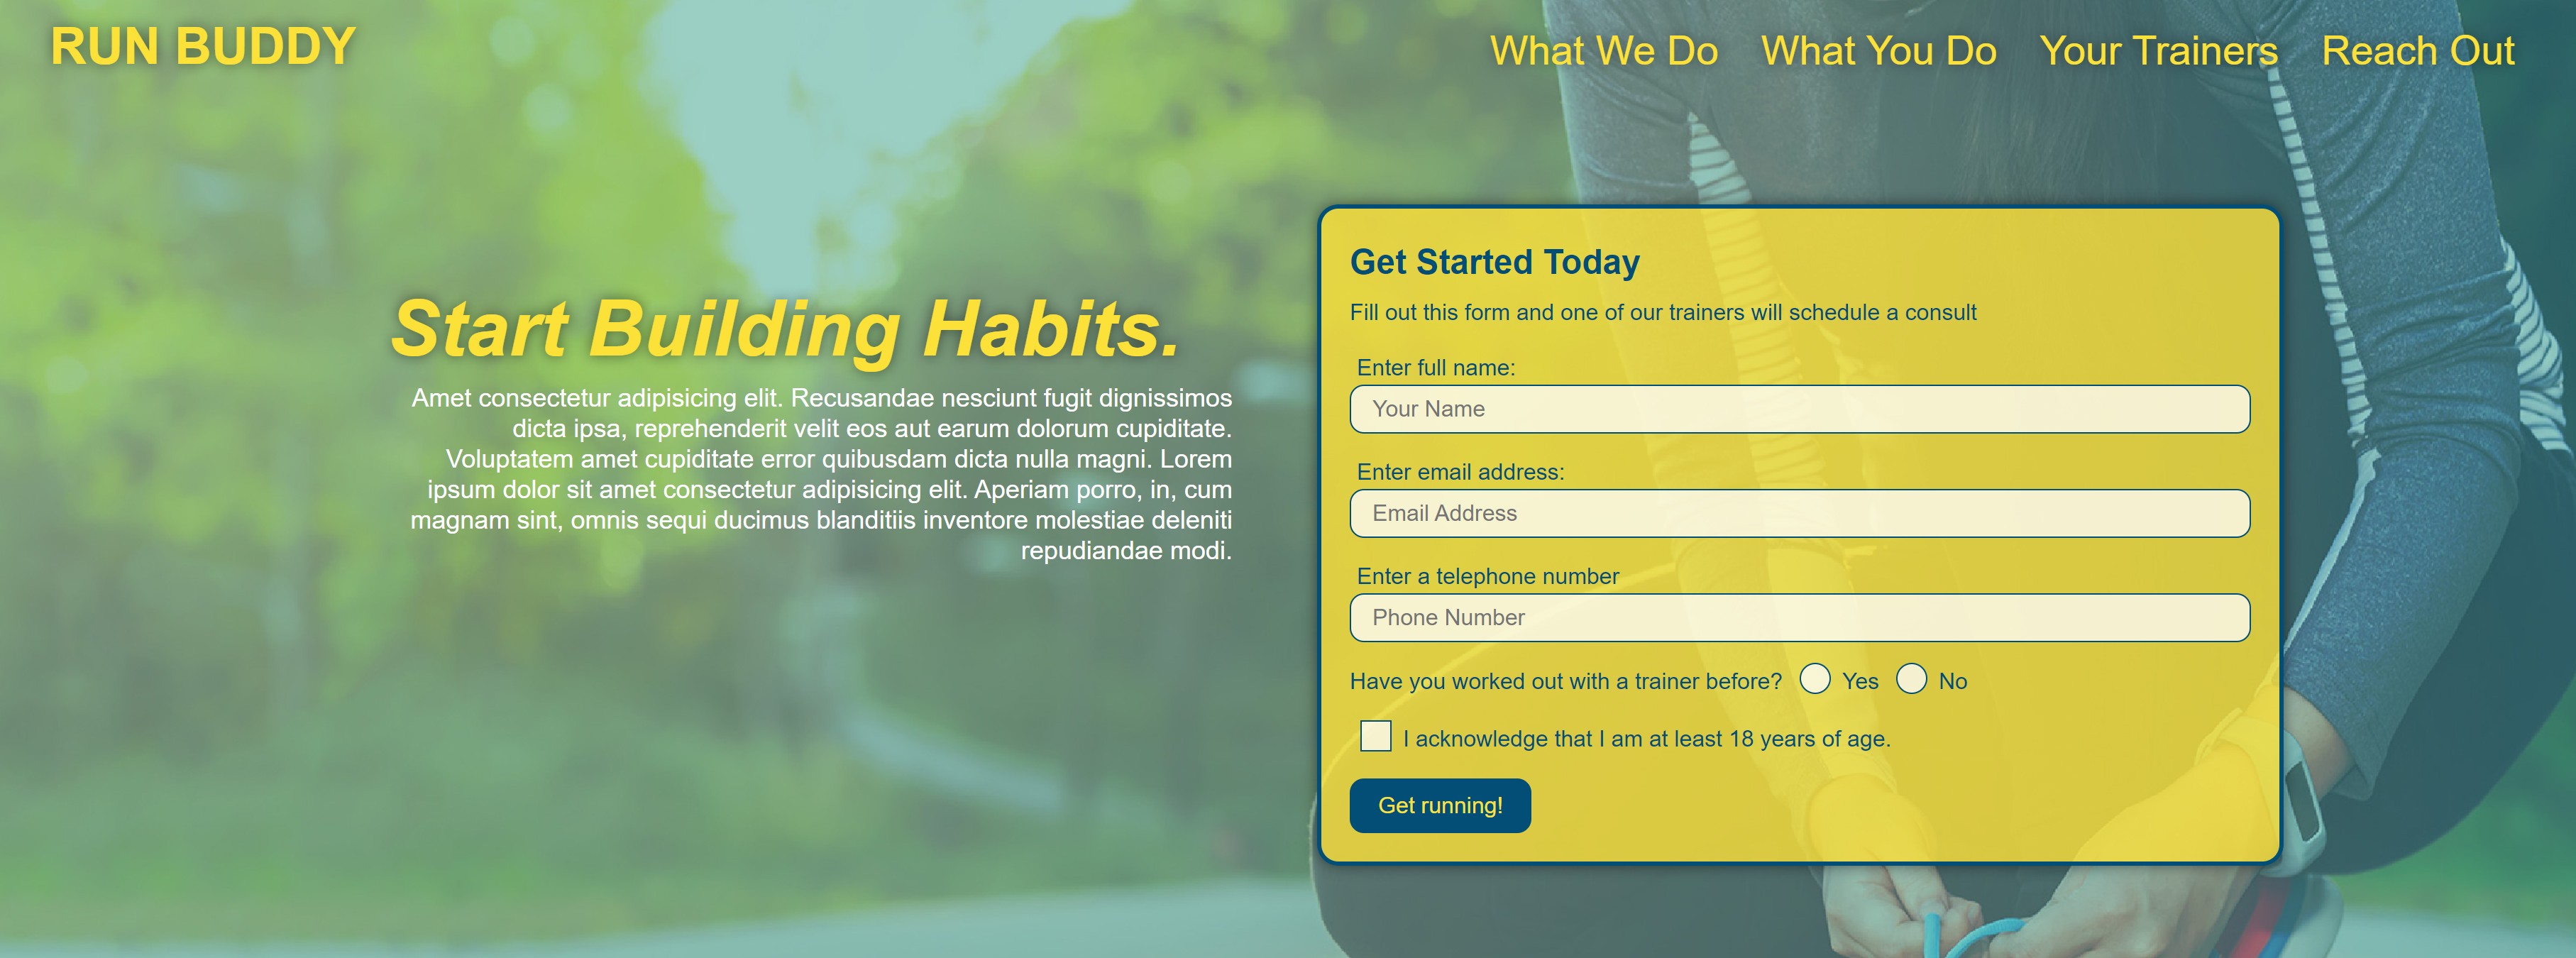 RUN BUDDY
What We Do What You Do Your Trainers Reach Out
Start Building Habits.
Amet consectetur adipisicing elit. Recusandae nesciunt fugit dignissimos
dicta ipsa, reprehenderit velit eos aut earum dolorum cupiditate.
Voluptatem amet cupiditate error quibusdam dicta nulla magni. Lorem
ipsum dolor sit amet consectetur adipisicing elit. Aperiam porro, in, cum
magnam sint, omnis sequi ducimus blanditiis inventore molestiae deleniti
repudiandae modi.
Get Started Today
Fill out this form and one of our trainers will schedule a consult
Enter full name:
Your Name
Enter email address:
Email Address
Enter a telephone number
Phone Number
Have you worked out with a trainer before? Yes No
I acknowledge that I am at least 18 years of age.
Get running!